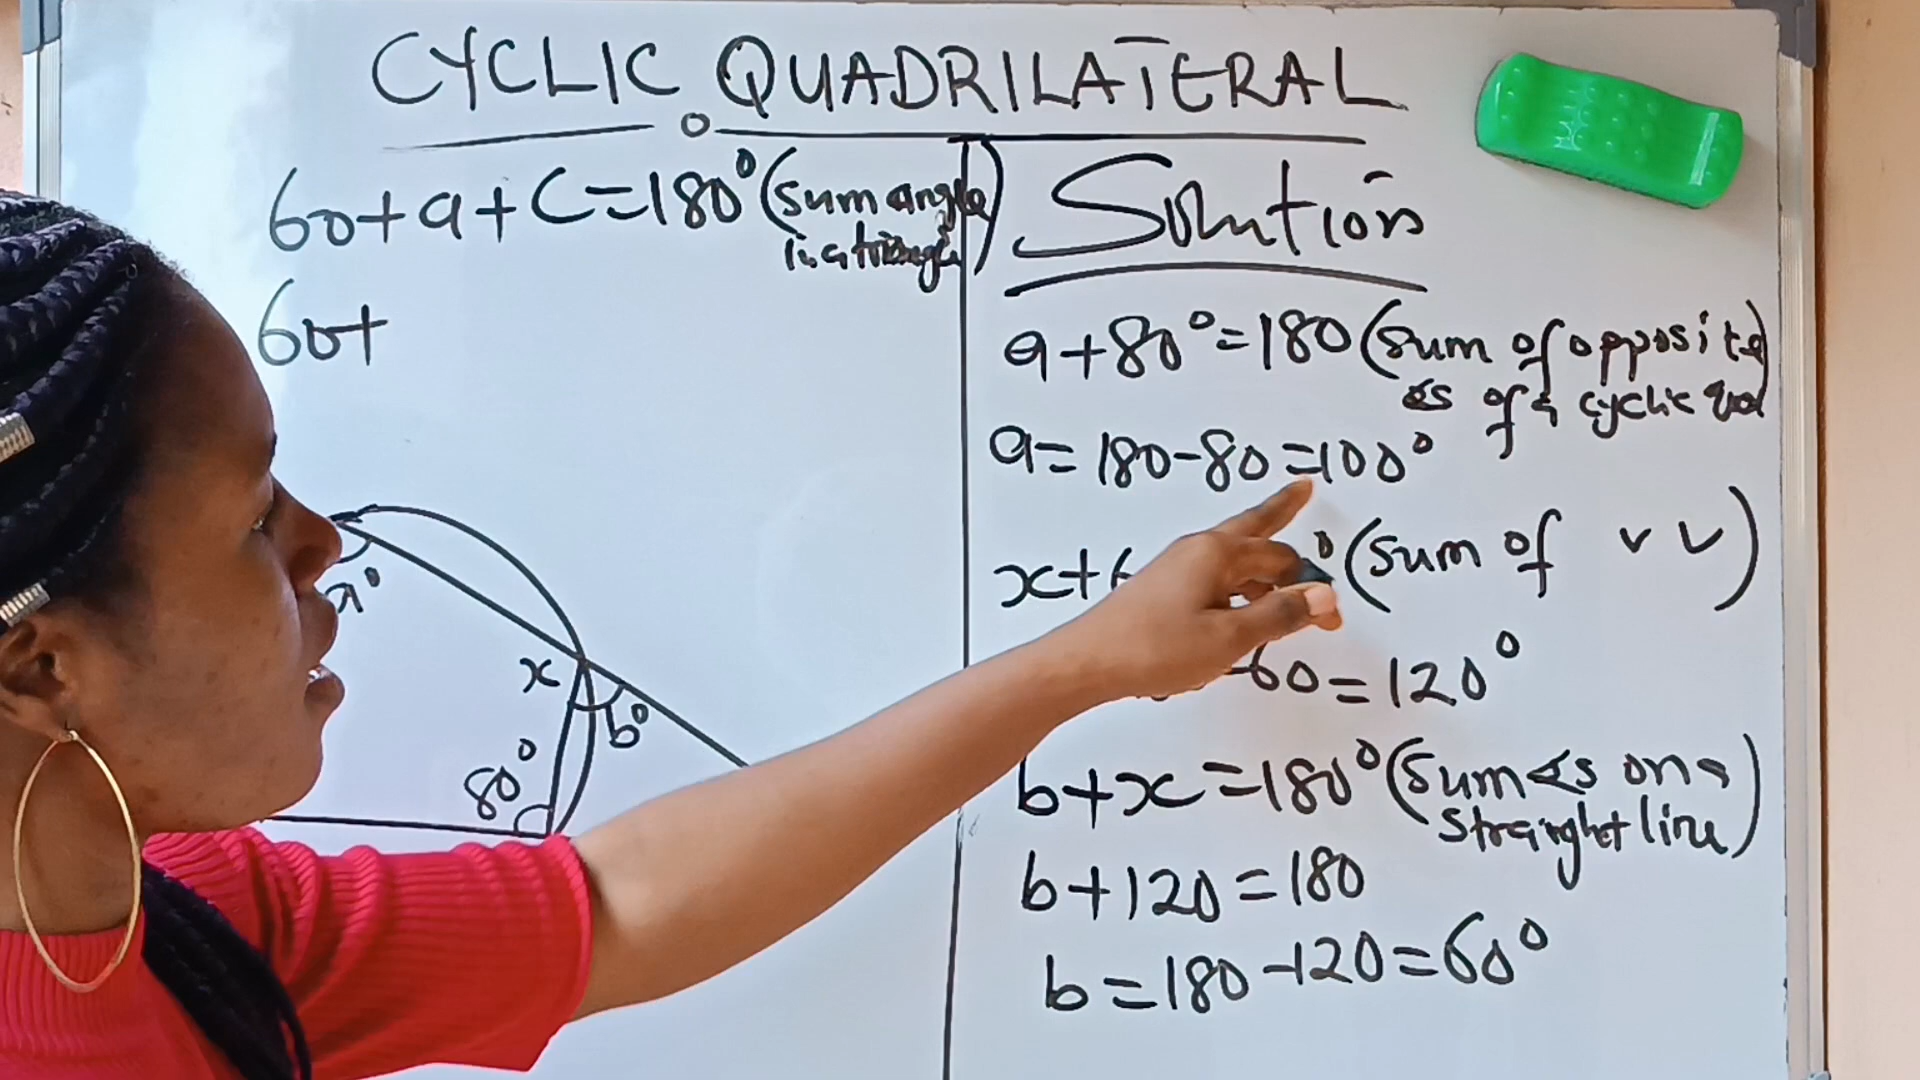 CYCLIC QUADRILATERAL
60+a+C=180° (sum angle
in a triangle)
60+
a°
x
b°
80°
Solution
a+80°=180 (sum of opposite
∡s of a cyclic quad)
a=180-80=100°
x+6 ° (sum of ✓✓)
-60=120°
b+x=180° (sum ∡s on a
straight line)
b+120=180
b=180-120=60°